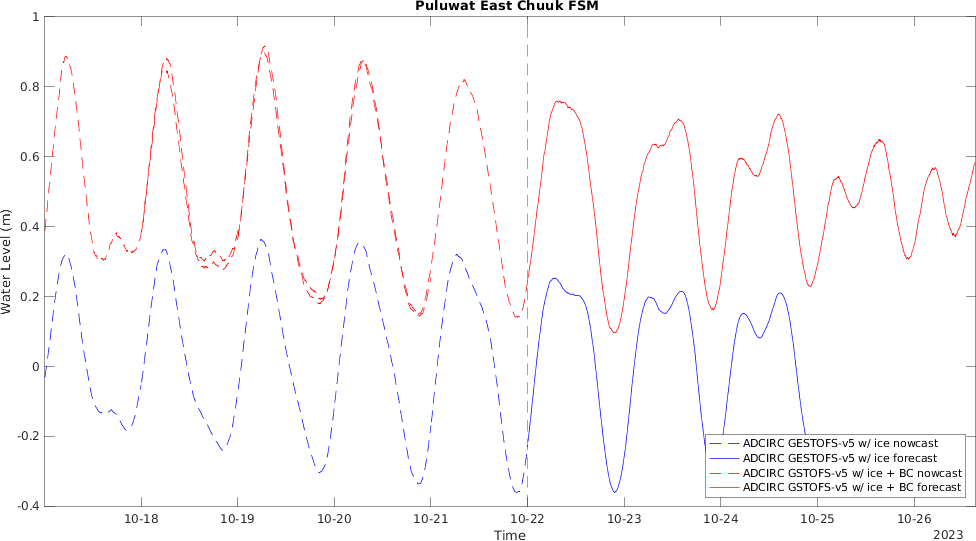 Puluwat East Chuuk FSM
Water Level (m)
1
0.8
0.6
0.4
0.2
0
-0.2
-0.4
ADCIRC GESTOFS-v5 w/ ice nowcast
ADCIRC GESTOFS-v5 w/ ice forecast
ADCIRC GSTOFS-v5 w/ ice + BC nowcast
ADCIRC GSTOFS-v5 w/ ice + BC forecast
10-18 10-19 10-20 10-21 10-22 10-23 10-24 10-25 10-26
Time
2023